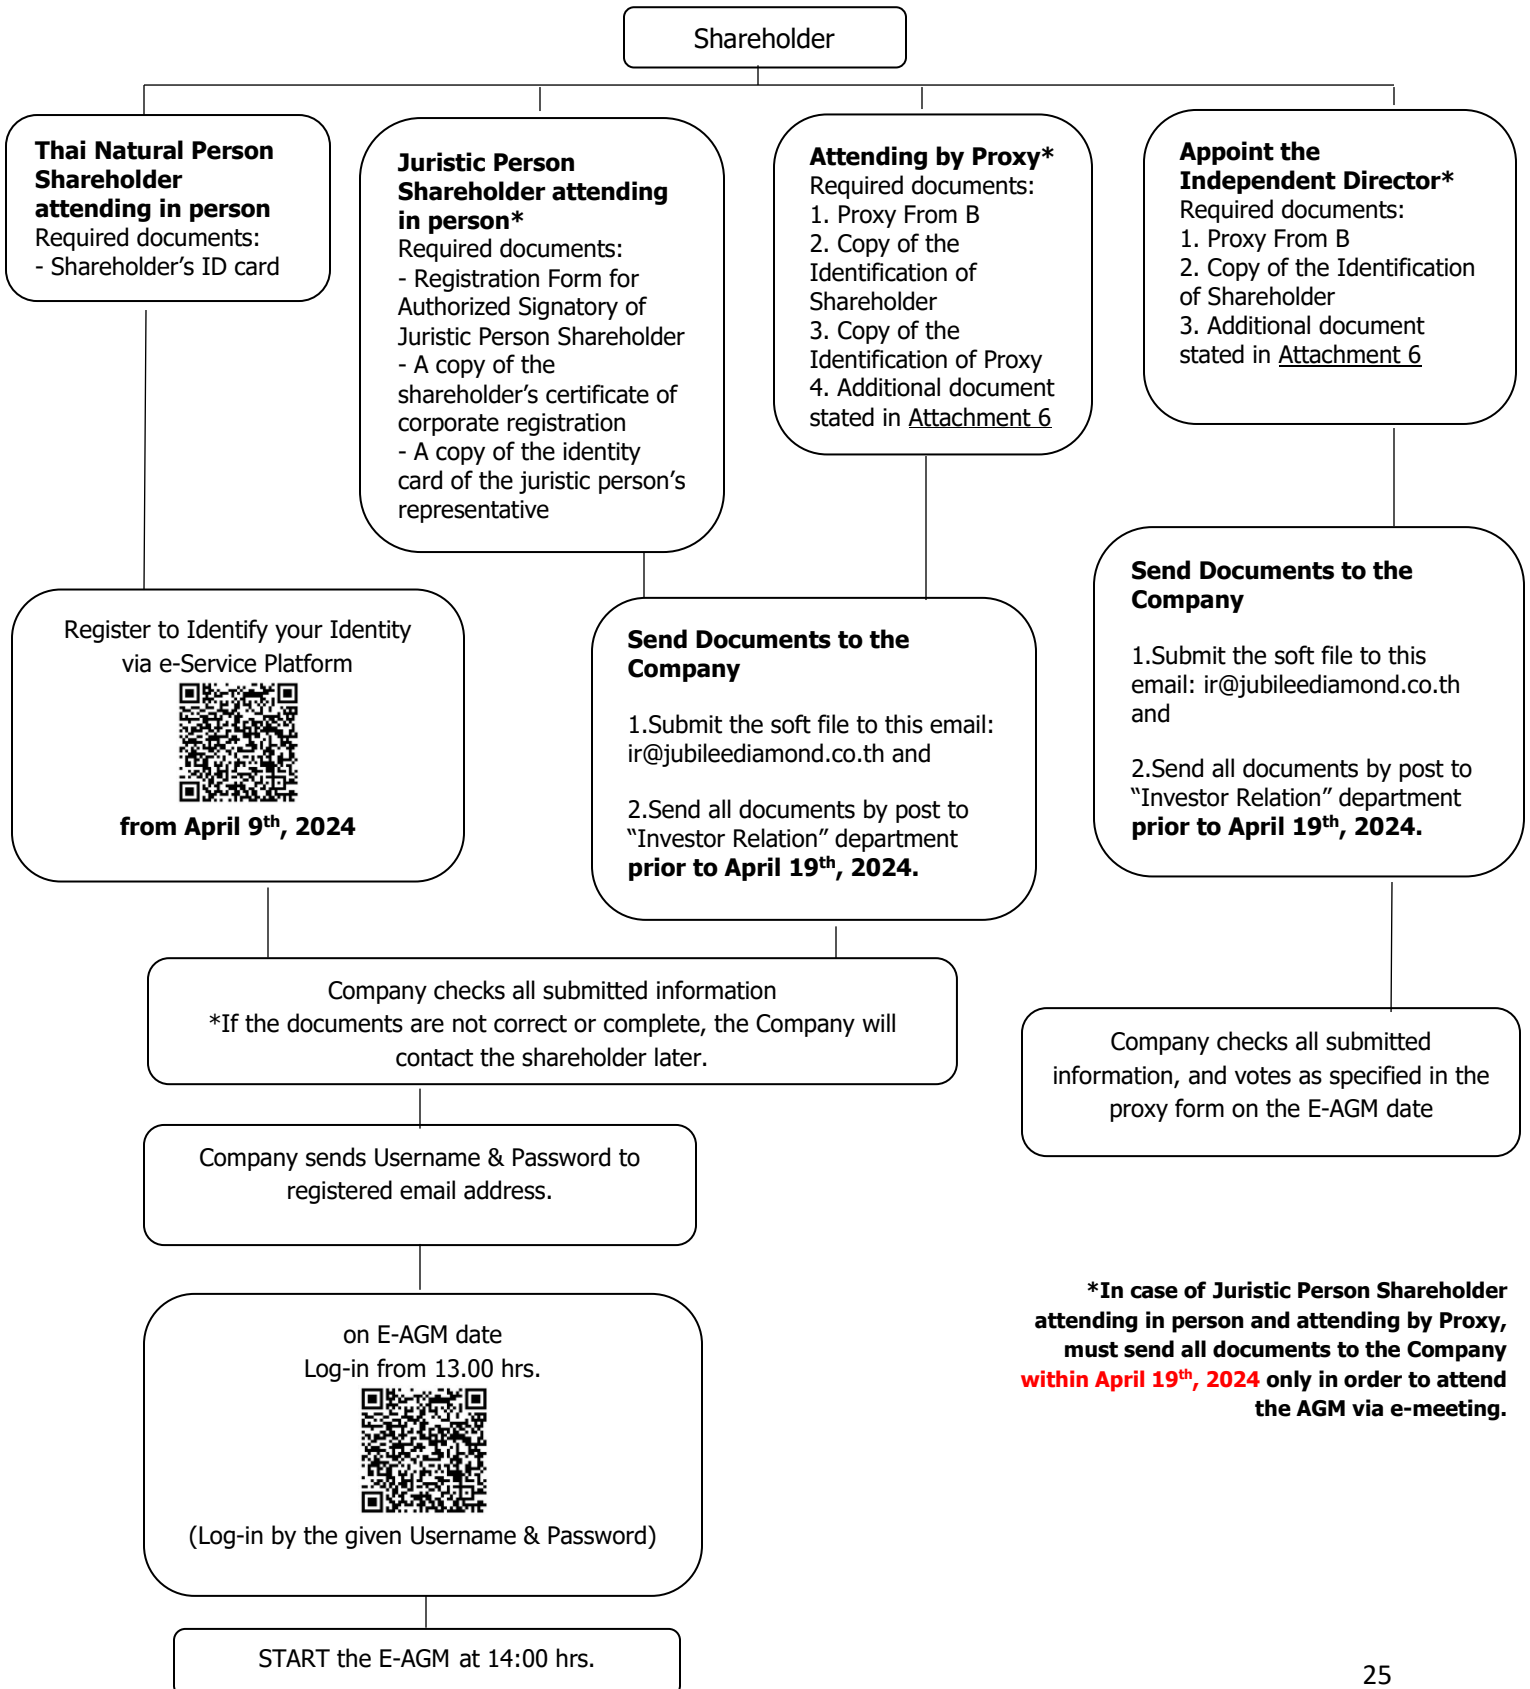 Shareholder
Thai Natural Person
Shareholder
attending in person
Required documents:
- Shareholder’s ID card
Juristic Person
Shareholder attending
in person*
Required documents:
- Registration Form for
Authorized Signatory of
Juristic Person Shareholder
- A copy of the
shareholder’s certificate of
corporate registration
- A copy of the identity
card of the juristic person’s
representative
Attending by Proxy*
Required documents:
1. Proxy From B
2. Copy of the
Identification of
Shareholder
3. Copy of the
Identification of Proxy
4. Additional document
stated in Attachment 6
Appoint the
Independent Director*
Required documents:
1. Proxy From B
2. Copy of the Identification
of Shareholder
3. Additional document
stated in Attachment 6
Register to Identify your Identity
via e-Service Platform
from April 9th, 2024
Send Documents to the
Company
1.Submit the soft file to this email:
ir@jubileediamond.co.th and
2.Send all documents by post to
“Investor Relation” department
prior to April 19th, 2024.
Send Documents to the
Company
1.Submit the soft file to this
email: ir@jubileediamond.co.th
and
2.Send all documents by post to
“Investor Relation” department
prior to April 19th, 2024.
Company checks all submitted information
*If the documents are not correct or complete, the Company will
contact the shareholder later.
Company checks all submitted
information, and votes as specified in the
proxy form on the E-AGM date
Company sends Username & Password to
registered email address.
on E-AGM date
Log-in from 13.00 hrs.
(Log-in by the given Username & Password)
*In case of Juristic Person Shareholder
attending in person and attending by Proxy,
must send all documents to the Company
within April 19th, 2024 only in order to attend
the AGM via e-meeting.
START the E-AGM at 14:00 hrs.
25